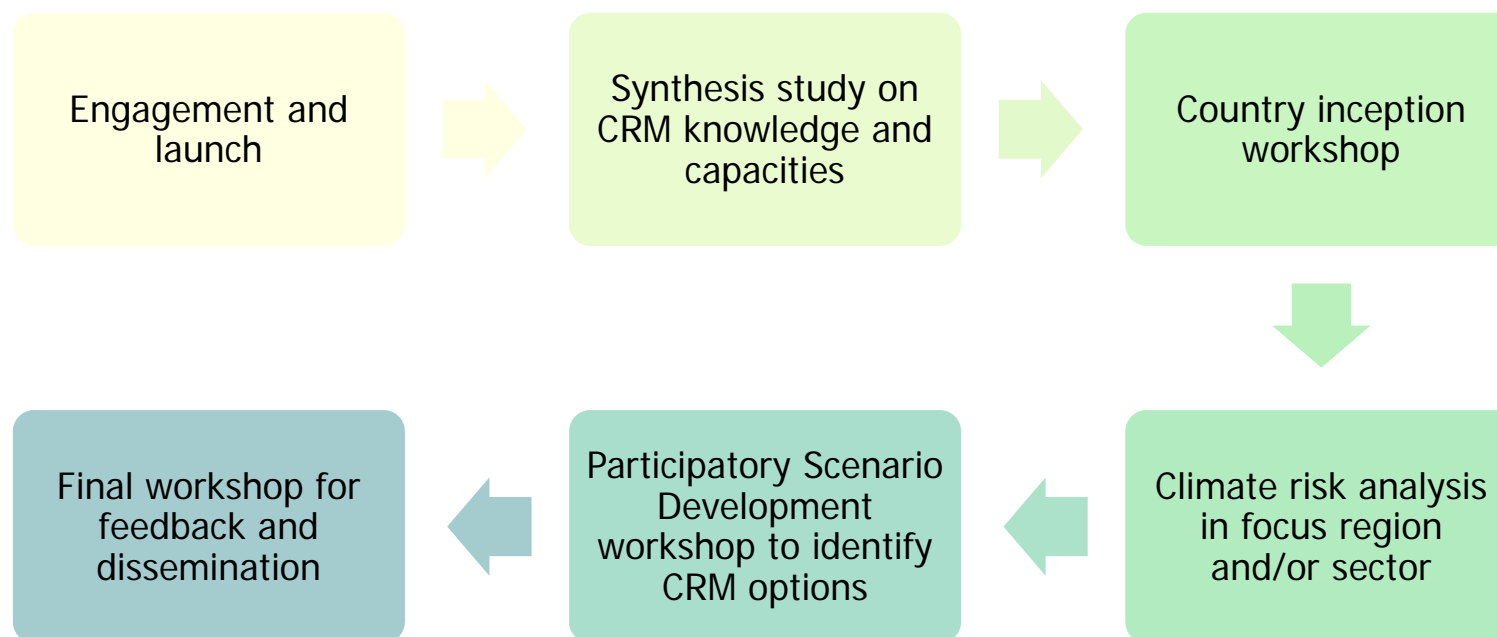 Engagement and
launch
Synthesis study on
CRM knowledge and
capacities
Country inception
workshop
Climate risk analysis
in focus region
and/or sector
Participatory Scenario
Development
workshop to identify
CRM options
Final workshop for
feedback and
dissemination